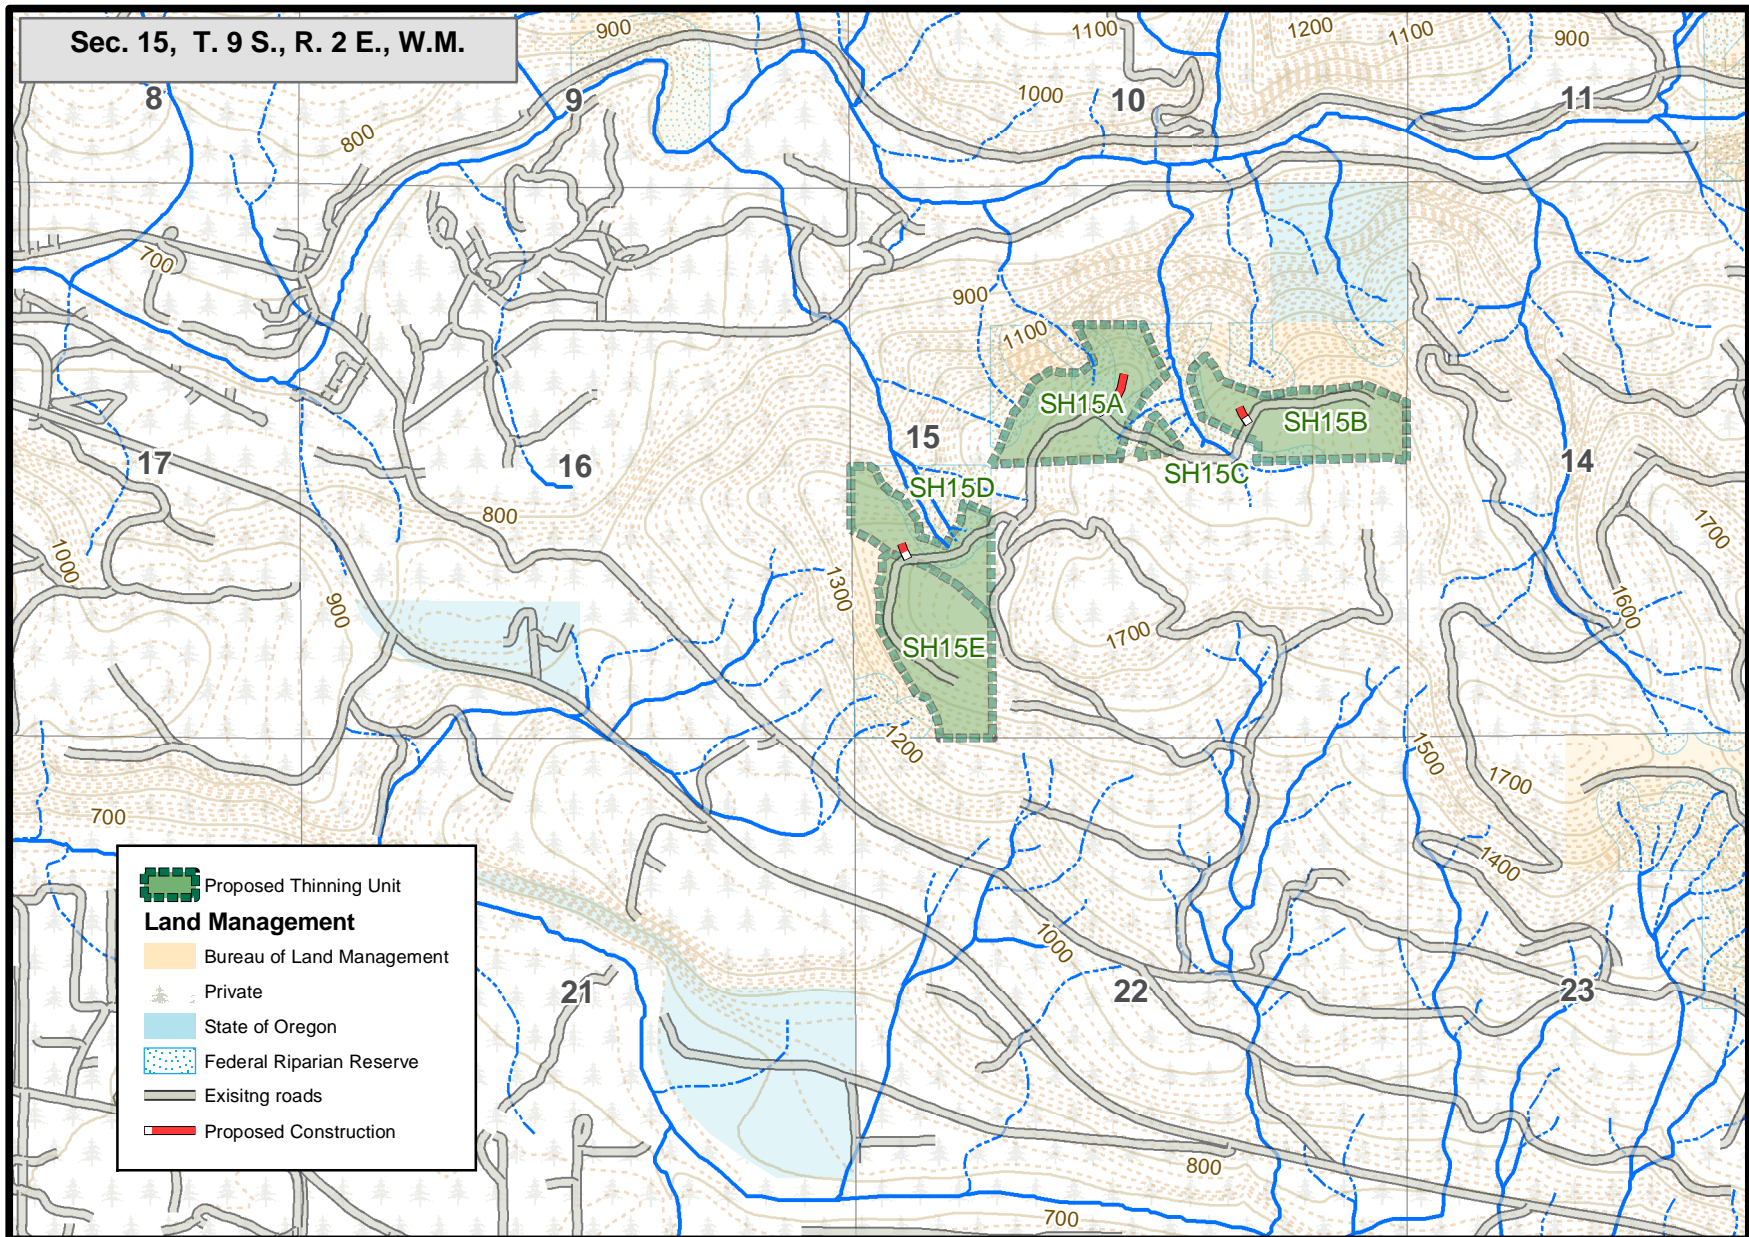 Sec. 15, T. 9 S., R. 2 E., W.M.
900
1100
1200
1100
900
8
9
1000
10
11
800
700
900
1100
SH15A
SH15B
15
17
16
SH15C
14
SH15D
800
1700
1000
1300
900
1600
1700
SH15E
1200
1500
1700
700
1400
Proposed Thinning Unit
Land Management
Bureau of Land Management
Private
State of Oregon
Federal Riparian Reserve
Exisitng roads
Proposed Construction
1000
21
22
23
800
700